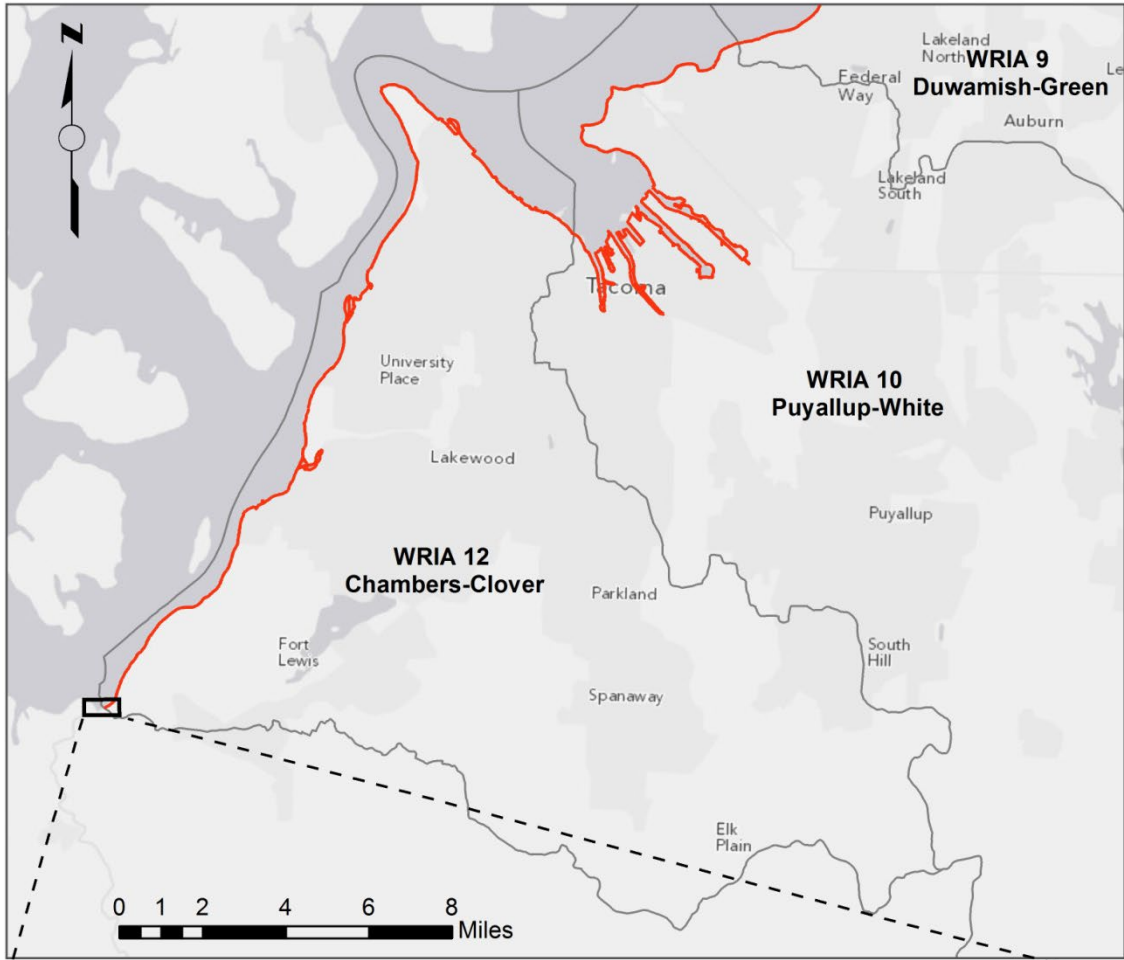 N
Lakeland
North
WRIA 9
Duwamish-Green
Federal
Way
Le
Auburn
Lakeland
South
Tacoma
University
Place
WRIA 10
Puyallup-White
Lakewood
Puyallup
WRIA 12
Chambers-Clover
Parkland
Fort
Lewis
South
Hill
Spanaway
Elk
Plain
0 1 2 4 6 8
Miles